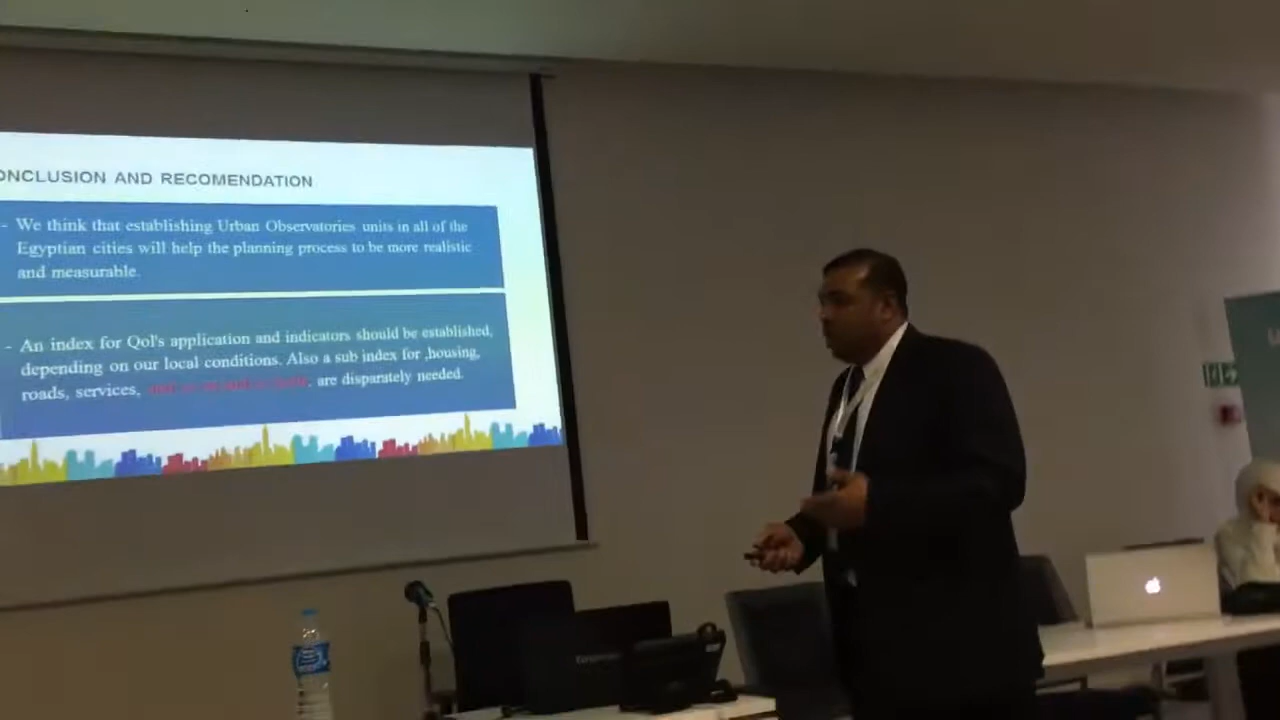 ONCLUSION AND RECOMENDATION
- We think that establishing Urban Observatories units in all of the
Egyptian cities will help the planning process to be more realistic
and measurable.
- An index for Qol's application and indicators should be established,
depending on our local conditions. Also a sub index for ,housing,
roads, services, are disparately needed.